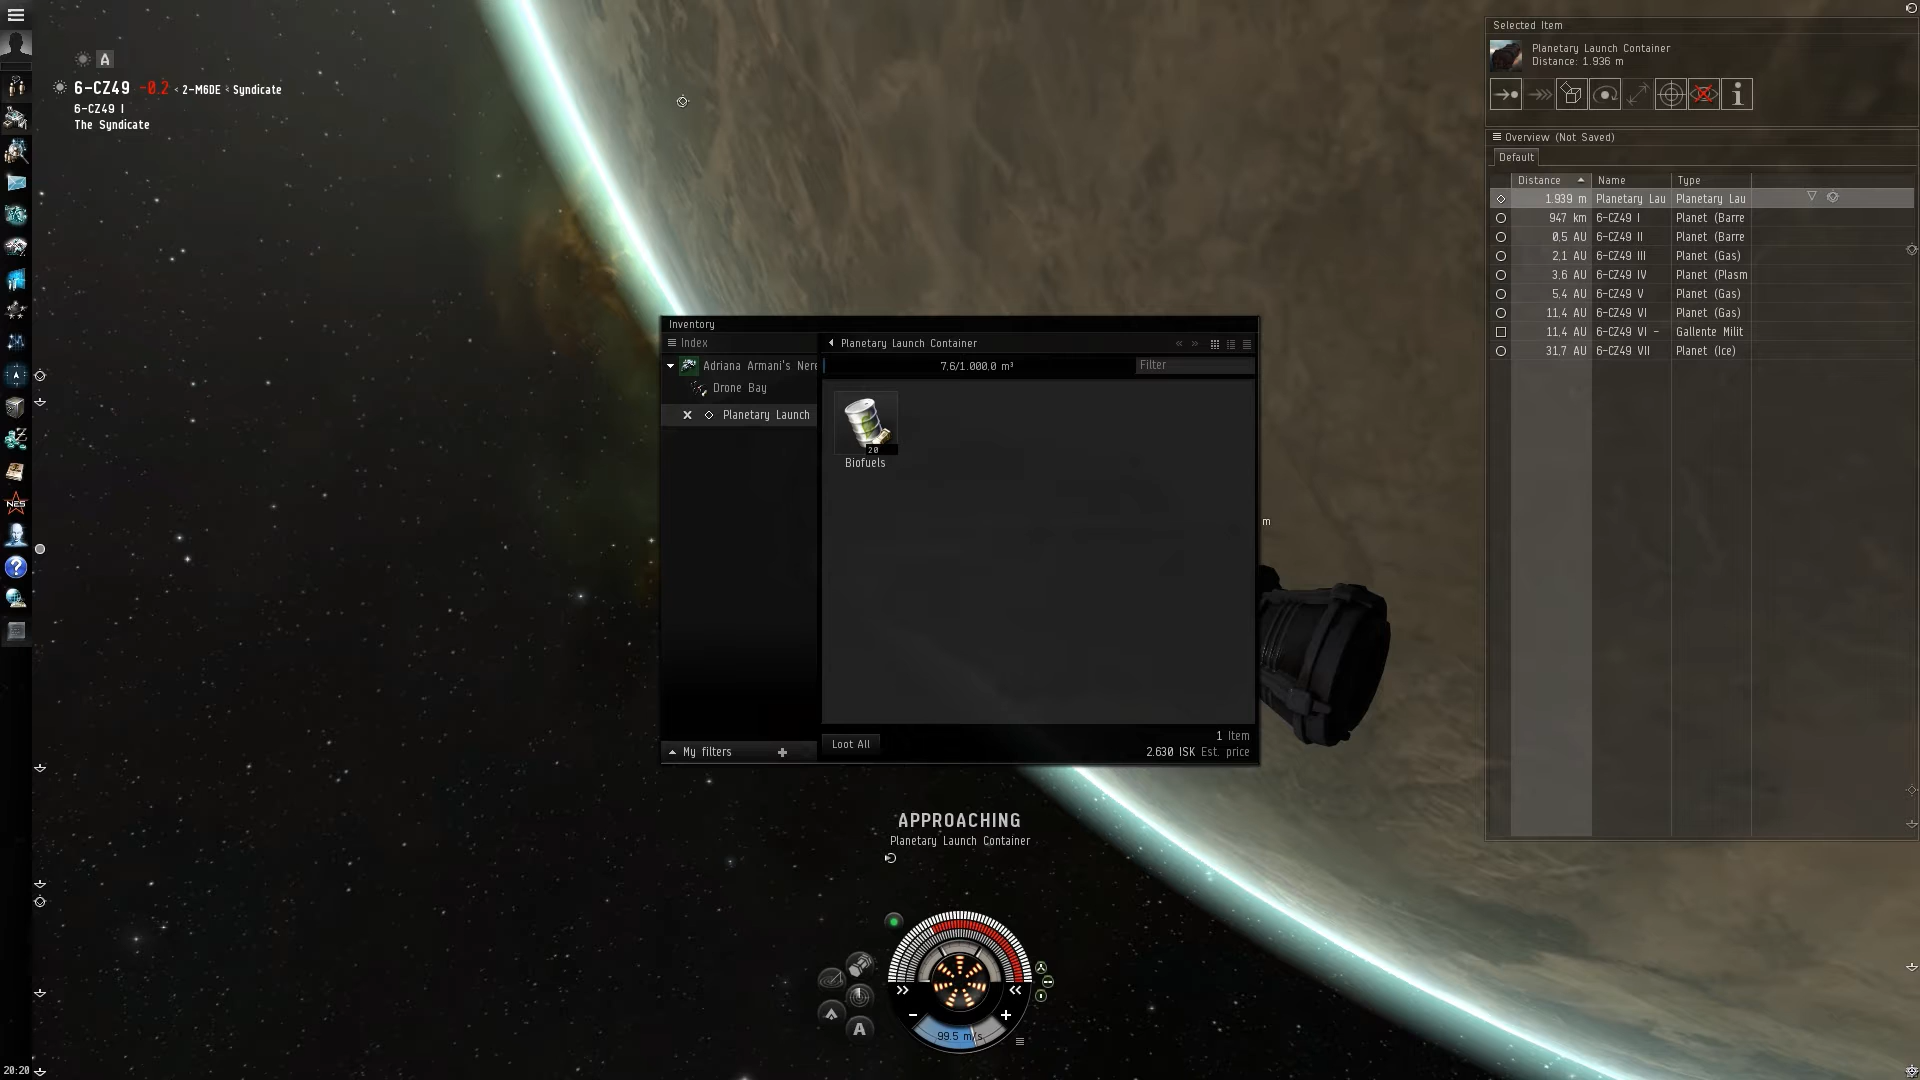 A
6-CZ49 -0.2 < 2-M6DE < Syndicate
6-CZ49 I
The Syndicate
NES
20:20
Inventory
Index
Adriana Armani's Nere
Drone Bay
Planetary Launch
My filters
Planetary Launch Container
7,6/1.000,0 m³
Filter
20
Biofuels
Loot All
1 Item
2.630 ISK Est. price
m
APPROACHING
Planetary Launch Container
A
99.5 m/s
Selected Item
Planetary Launch Container
Distance: 1.936 m
Overview (Not Saved)
Default
Distance Name Type
1.939 m Planetary Lau Planetary Lau
947 km 6-CZ49 I Planet (Barre
0,5 AU 6-CZ49 II Planet (Barre
2,1 AU 6-CZ49 III Planet (Gas)
3,6 AU 6-CZ49 IV Planet (Plasm
5,4 AU 6-CZ49 V Planet (Gas)
11,4 AU 6-CZ49 VI Planet (Gas)
11,4 AU 6-CZ49 VI - Gallente Milit
31,7 AU 6-CZ49 VII Planet (Ice)